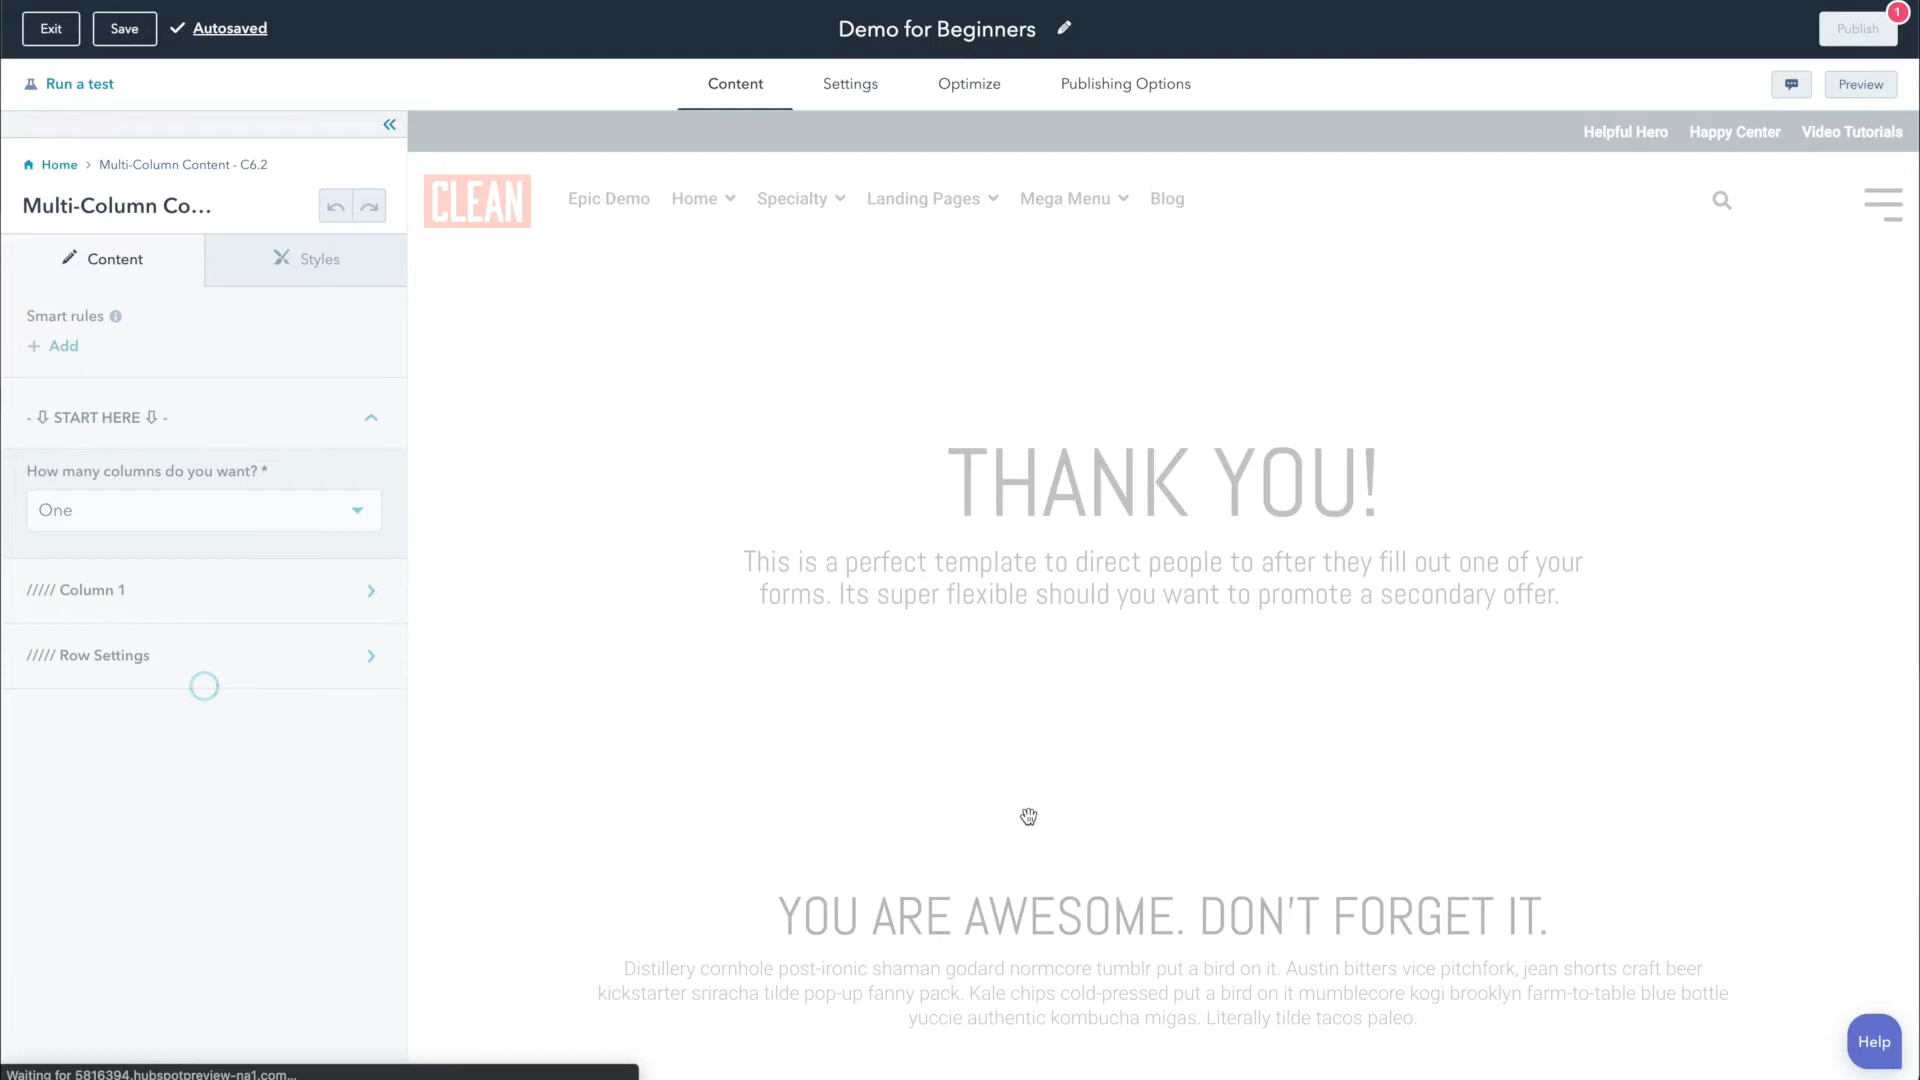 Exit
Save
Autosaved
Demo for Beginners
Publish
1
Run a test
Content
Settings
Optimize
Publishing Options
Preview
Home
Multi-Column Content - C6.2
Multi-Column Co...
Content
Styles
Smart rules
+ Add
- ⇩ START HERE ⇩ -
How many columns do you want? *
One
///// Column 1
///// Row Settings
Waiting for 5816394.hubspotpreview-na1.com...
Helpful Hero
Happy Center
Video Tutorials
CLEAN
Epic Demo
Home
Specialty
Landing Pages
Mega Menu
Blog
THANK YOU!
This is a perfect template to direct people to after they fill out one of your
forms. Its super flexible should you want to promote a secondary offer.
YOU ARE AWESOME. DON'T FORGET IT.
Distillery cornhole post-ironic shaman godard normcore tumblr put a bird on it. Austin bitters vice pitchfork, jean shorts craft beer
kickstarter sriracha tilde pop-up fanny pack. Kale chips cold-pressed put a bird on it mumblecore kogi brooklyn farm-to-table blue bottle
yuccie authentic kombucha migas. Literally tilde tacos paleo.
Help